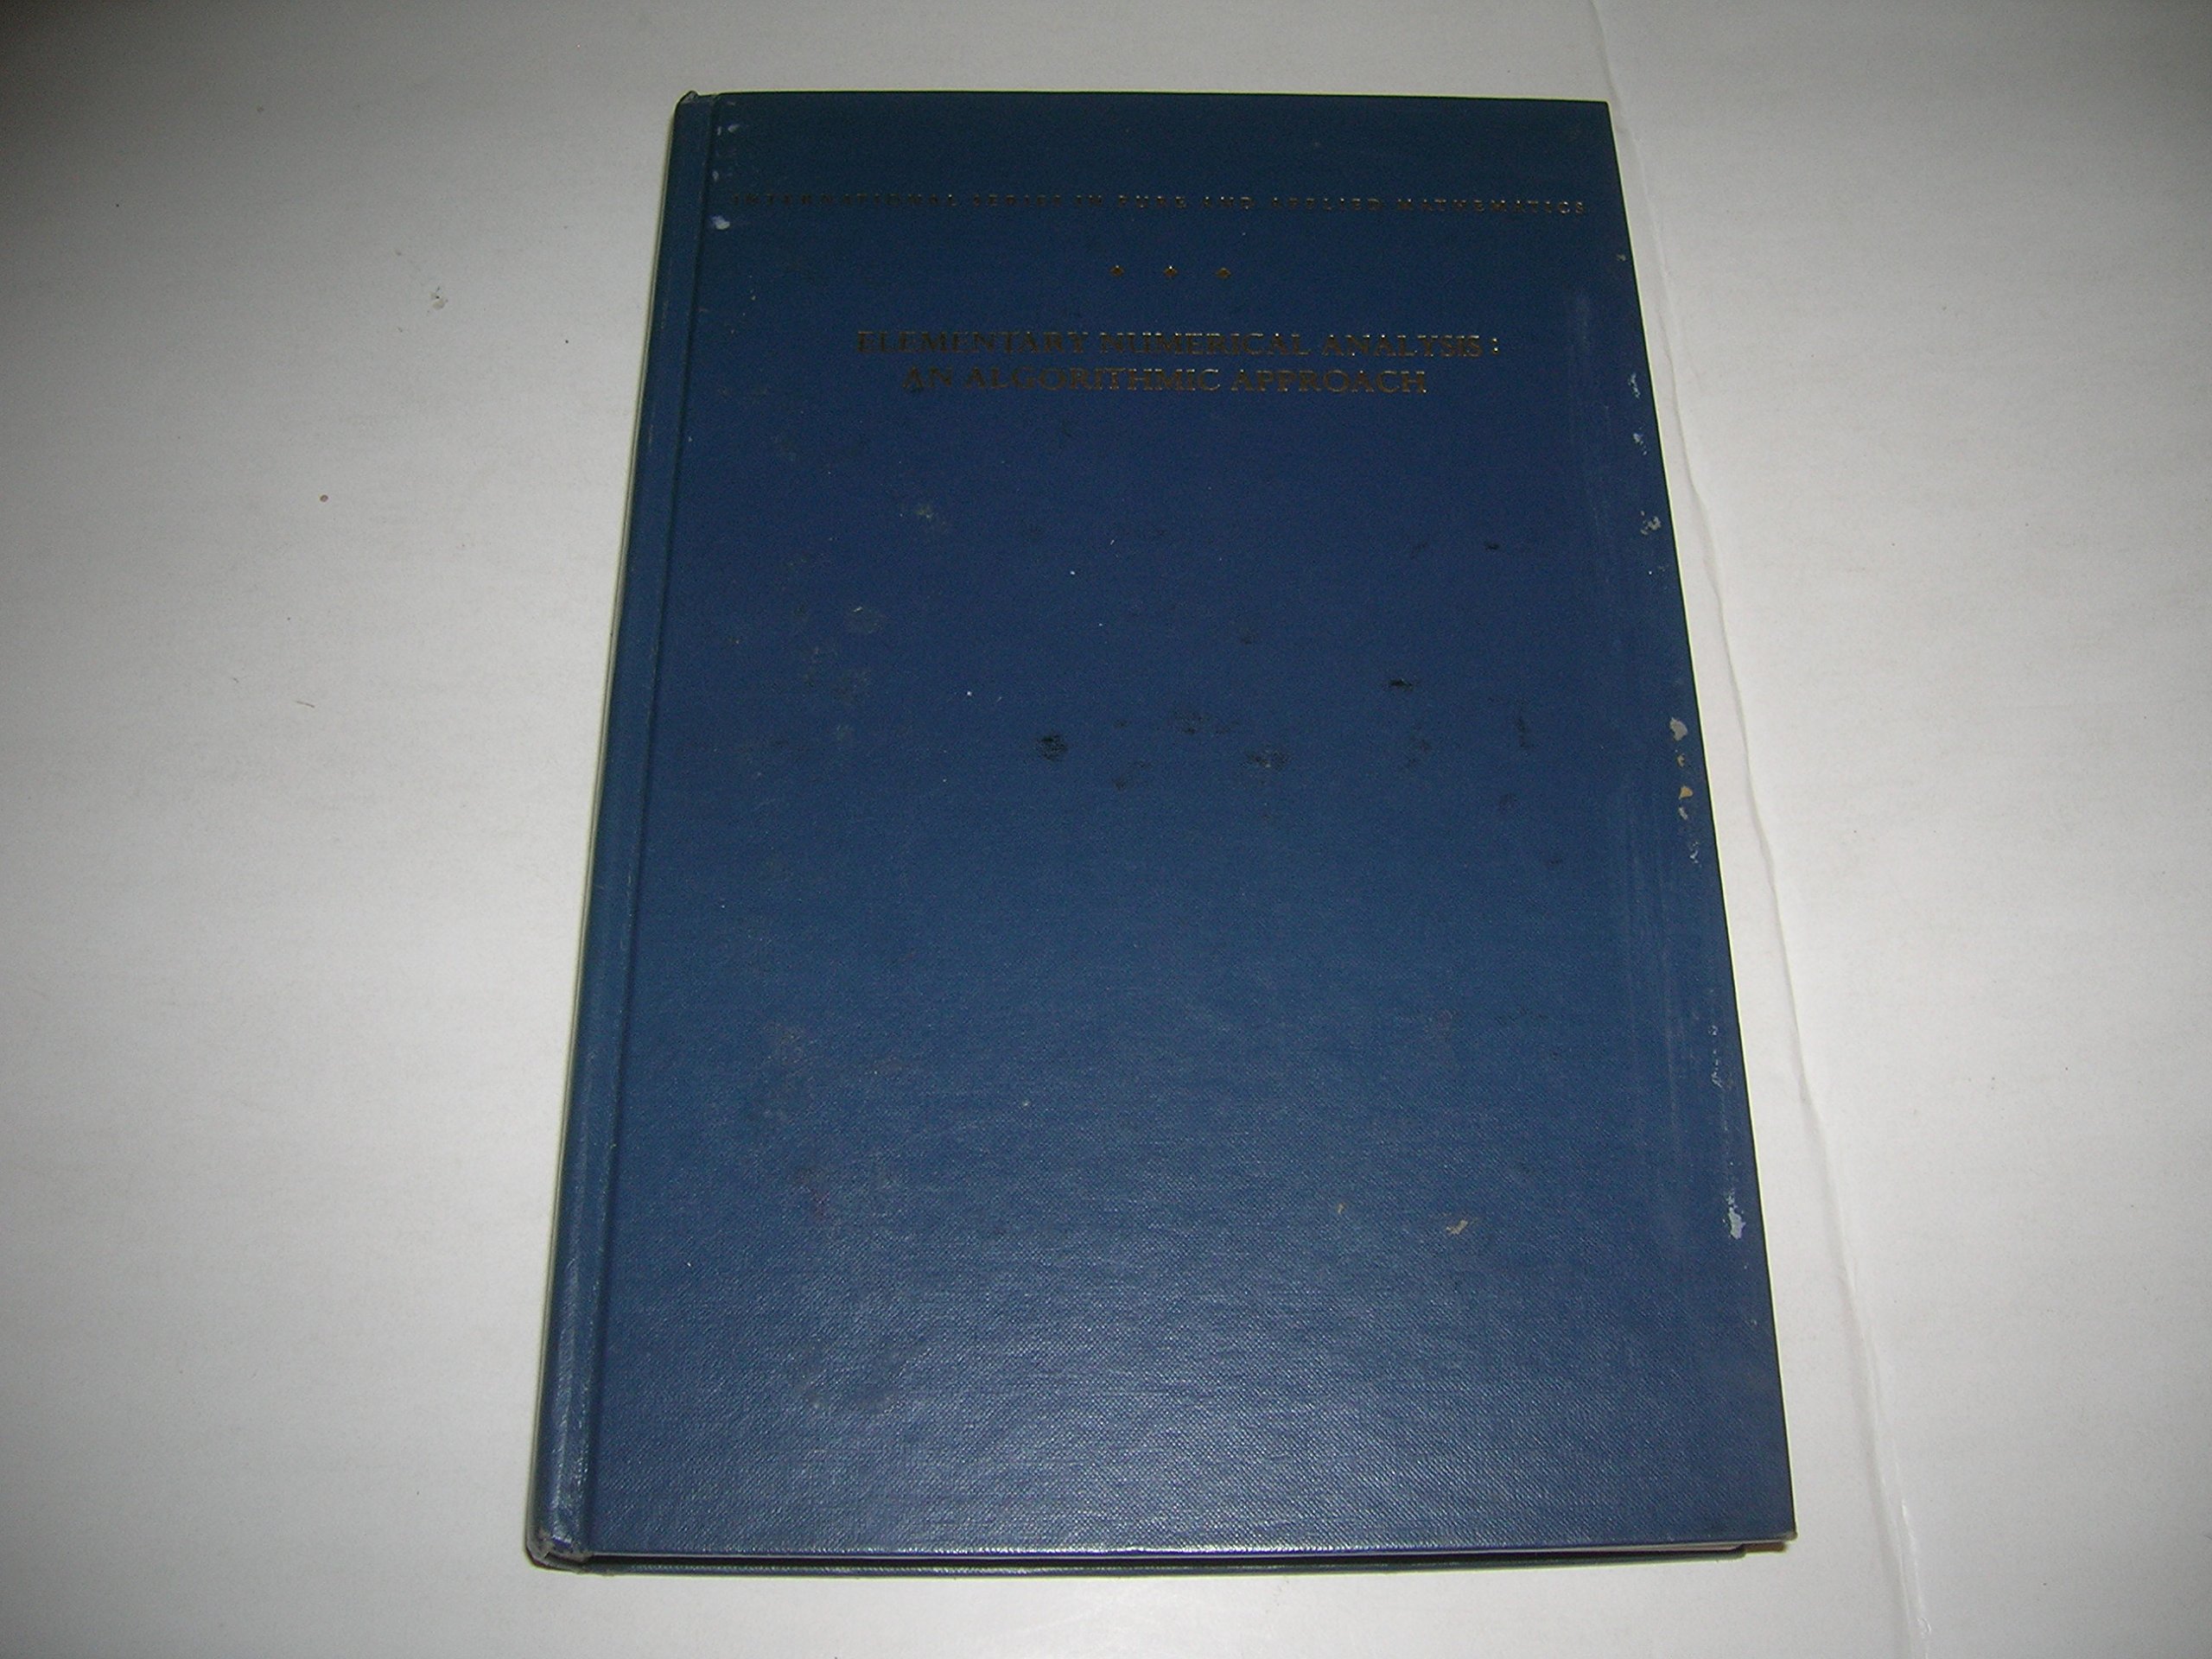 INTERNATIONAL SERIES IN PURE AND APPLIED MATHEMATICS
ELEMENTARY NUMERICAL ANALYSIS:
AN ALGORITHMIC APPROACH